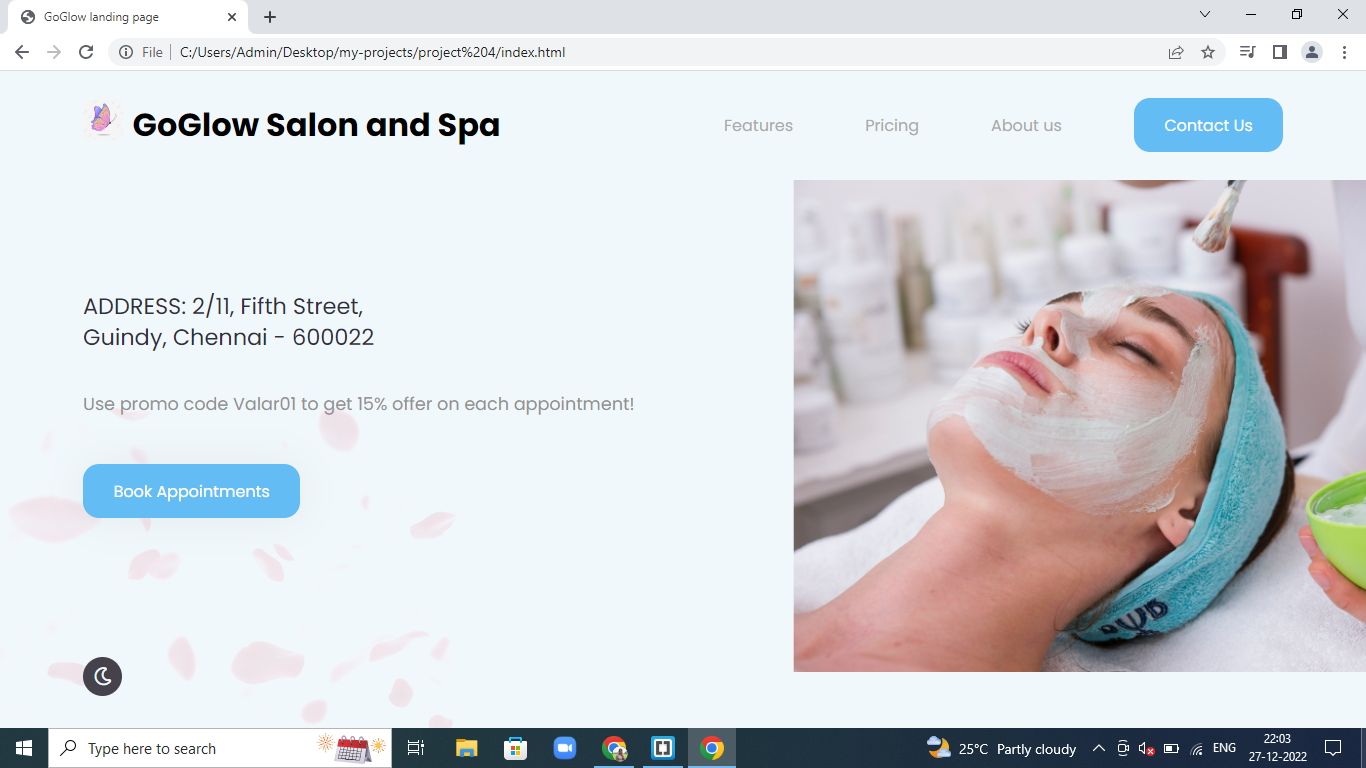 GoGlow landing page
File
C:/Users/Admin/Desktop/my-projects/project%204/index.html
GoGlow Salon and Spa
Features
Pricing
About us
Contact Us
ADDRESS: 2/11, Fifth Street,
Guindy, Chennai - 600022
Use promo code Valar01 to get 15% offer on each appointment!
Book Appointments
Type here to search
25°C Partly cloudy
ENG
22:03
27-12-2022